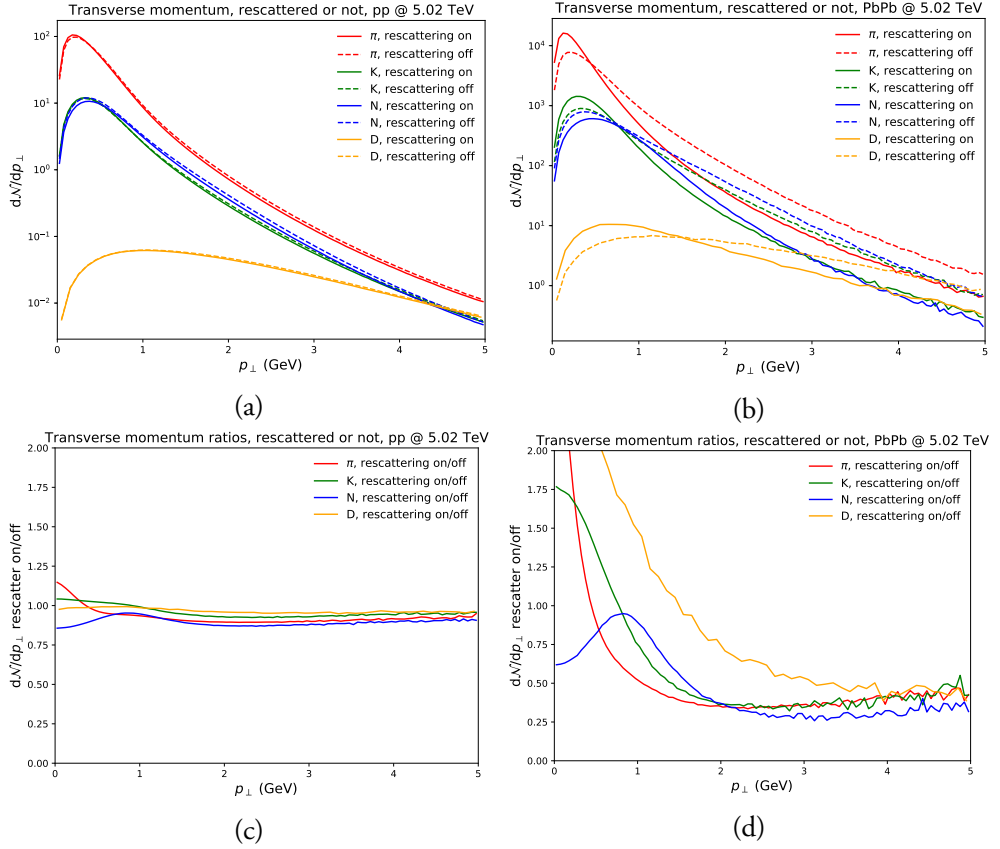 Transverse momentum, rescattered or not, pp @ 5.02 TeV
d𝒩/dp⊥
10²
10¹
10⁰
10⁻¹
10⁻²
π, rescattering on
π, rescattering off
K, rescattering on
K, rescattering off
N, rescattering on
N, rescattering off
D, rescattering on
D, rescattering off
0 1 2 3 4 5
p⊥ (GeV)
(a)
Transverse momentum, rescattered or not, PbPb @ 5.02 TeV
d𝒩/dp⊥
10⁴
10³
10²
10¹
10⁰
π, rescattering on
π, rescattering off
K, rescattering on
K, rescattering off
N, rescattering on
N, rescattering off
D, rescattering on
D, rescattering off
0 1 2 3 4 5
p⊥ (GeV)
(b)
Transverse momentum ratios, rescattered or not, pp @ 5.02 TeV
d𝒩/dp⊥ rescatter on/off
2.00
1.75
1.50
1.25
1.00
0.75
0.50
0.25
0.00
π, rescattering on/off
K, rescattering on/off
N, rescattering on/off
D, rescattering on/off
0 1 2 3 4 5
p⊥ (GeV)
(c)
Transverse momentum ratios, rescattered or not, PbPb @ 5.02 TeV
d𝒩/dp⊥ rescatter on/off
2.00
1.75
1.50
1.25
1.00
0.75
0.50
0.25
0.00
π, rescattering on/off
K, rescattering on/off
N, rescattering on/off
D, rescattering on/off
0 1 2 3 4 5
p⊥ (GeV)
(d)